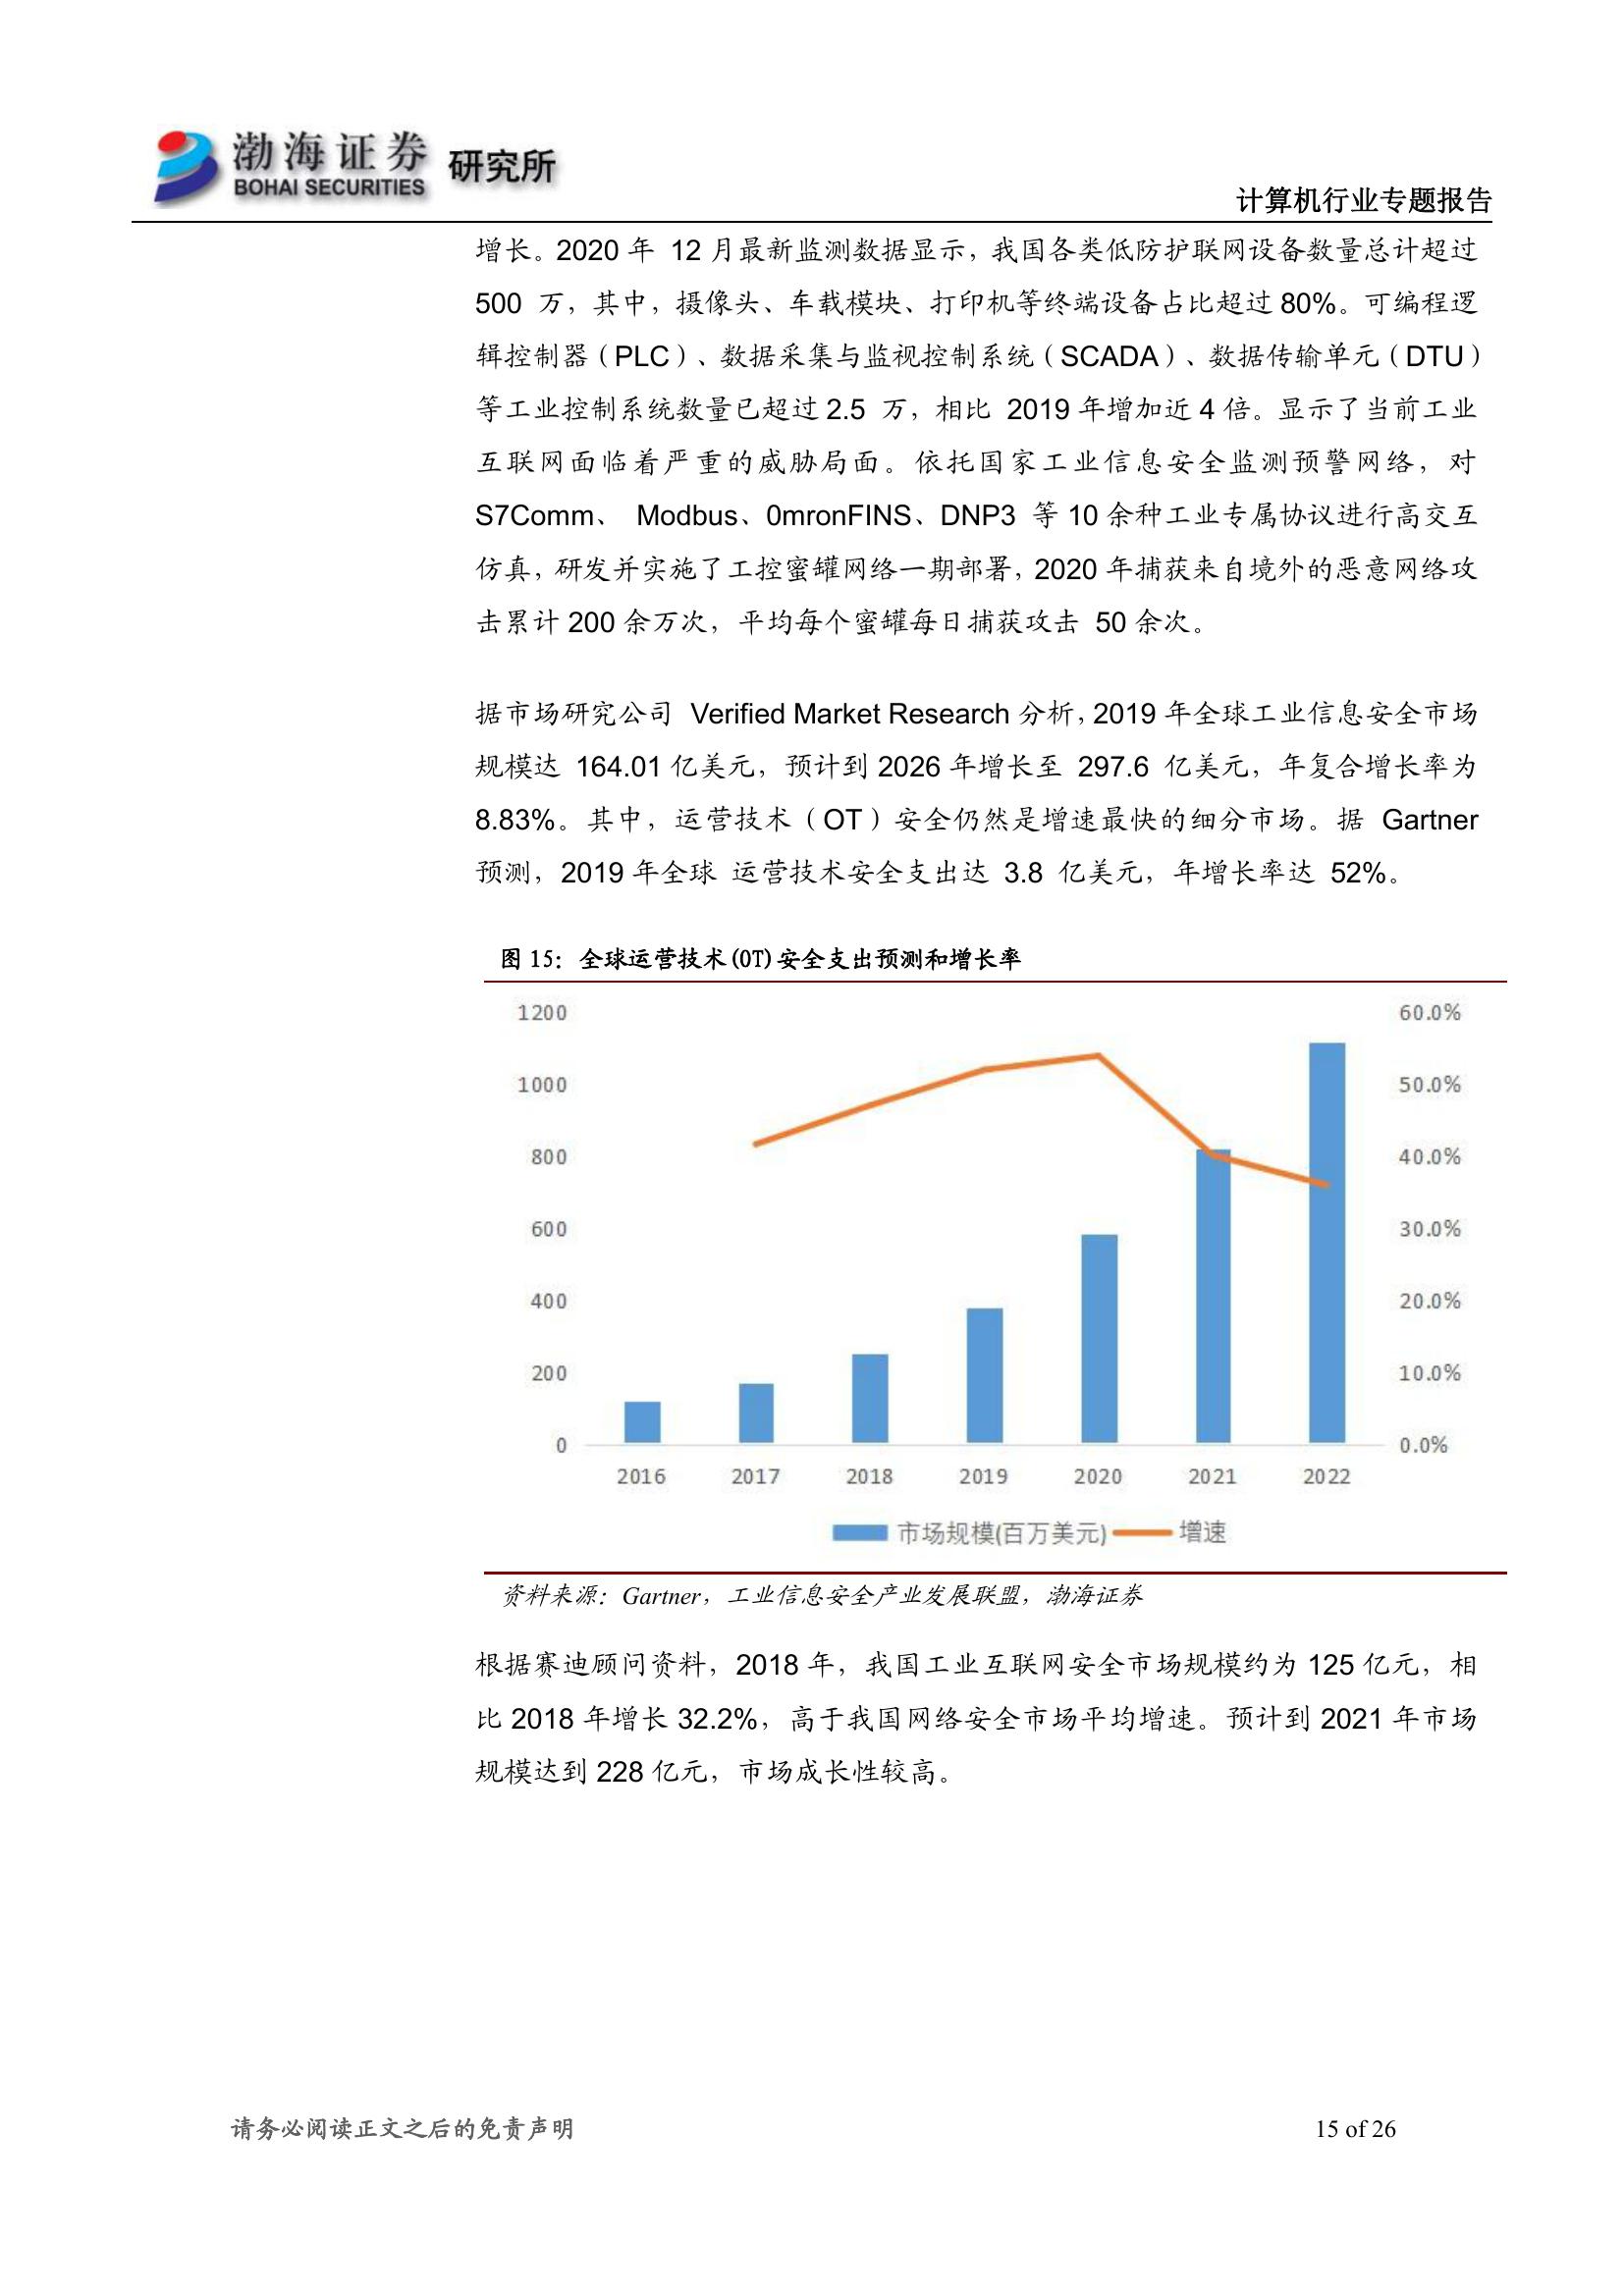 渤海证券 研究所
BOHAI SECURITIES
计算机行业专题报告
增长。2020 年 12 月最新监测数据显示，我国各类低防护联网设备数量总计超过
500 万，其中，摄像头、车载模块、打印机等终端设备占比超过 80%。可编程逻
辑控制器（PLC）、数据采集与监视控制系统（SCADA）、数据传输单元（DTU）
等工业控制系统数量已超过 2.5 万，相比 2019 年增加近 4 倍。显示了当前工业
互联网面临着严重的威胁局面。依托国家工业信息安全监测预警网络，对
S7Comm、 Modbus、0mronFINS、DNP3 等 10 余种工业专属协议进行高交互
仿真，研发并实施了工控蜜罐网络一期部署，2020 年捕获来自境外的恶意网络攻
击累计 200 余万次，平均每个蜜罐每日捕获攻击 50 余次。
据市场研究公司 Verified Market Research 分析，2019 年全球工业信息安全市场
规模达 164.01 亿美元，预计到 2026 年增长至 297.6 亿美元，年复合增长率为
8.83%。其中，运营技术（OT）安全仍然是增速最快的细分市场。据 Gartner
预测，2019 年全球 运营技术安全支出达 3.8 亿美元，年增长率达 52%。
图 15：全球运营技术(OT)安全支出预测和增长率
1200 60.0%
1000 50.0%
800 40.0%
600 30.0%
400 20.0%
200 10.0%
0 0.0%
2016 2017 2018 2019 2020 2021 2022
市场规模(百万美元) 增速
资料来源：Gartner，工业信息安全产业发展联盟，渤海证券
根据赛迪顾问资料，2018 年，我国工业互联网安全市场规模约为 125 亿元，相
比 2018 年增长 32.2%，高于我国网络安全市场平均增速。预计到 2021 年市场
规模达到 228 亿元，市场成长性较高。
请务必阅读正文之后的免责声明 15 of 26